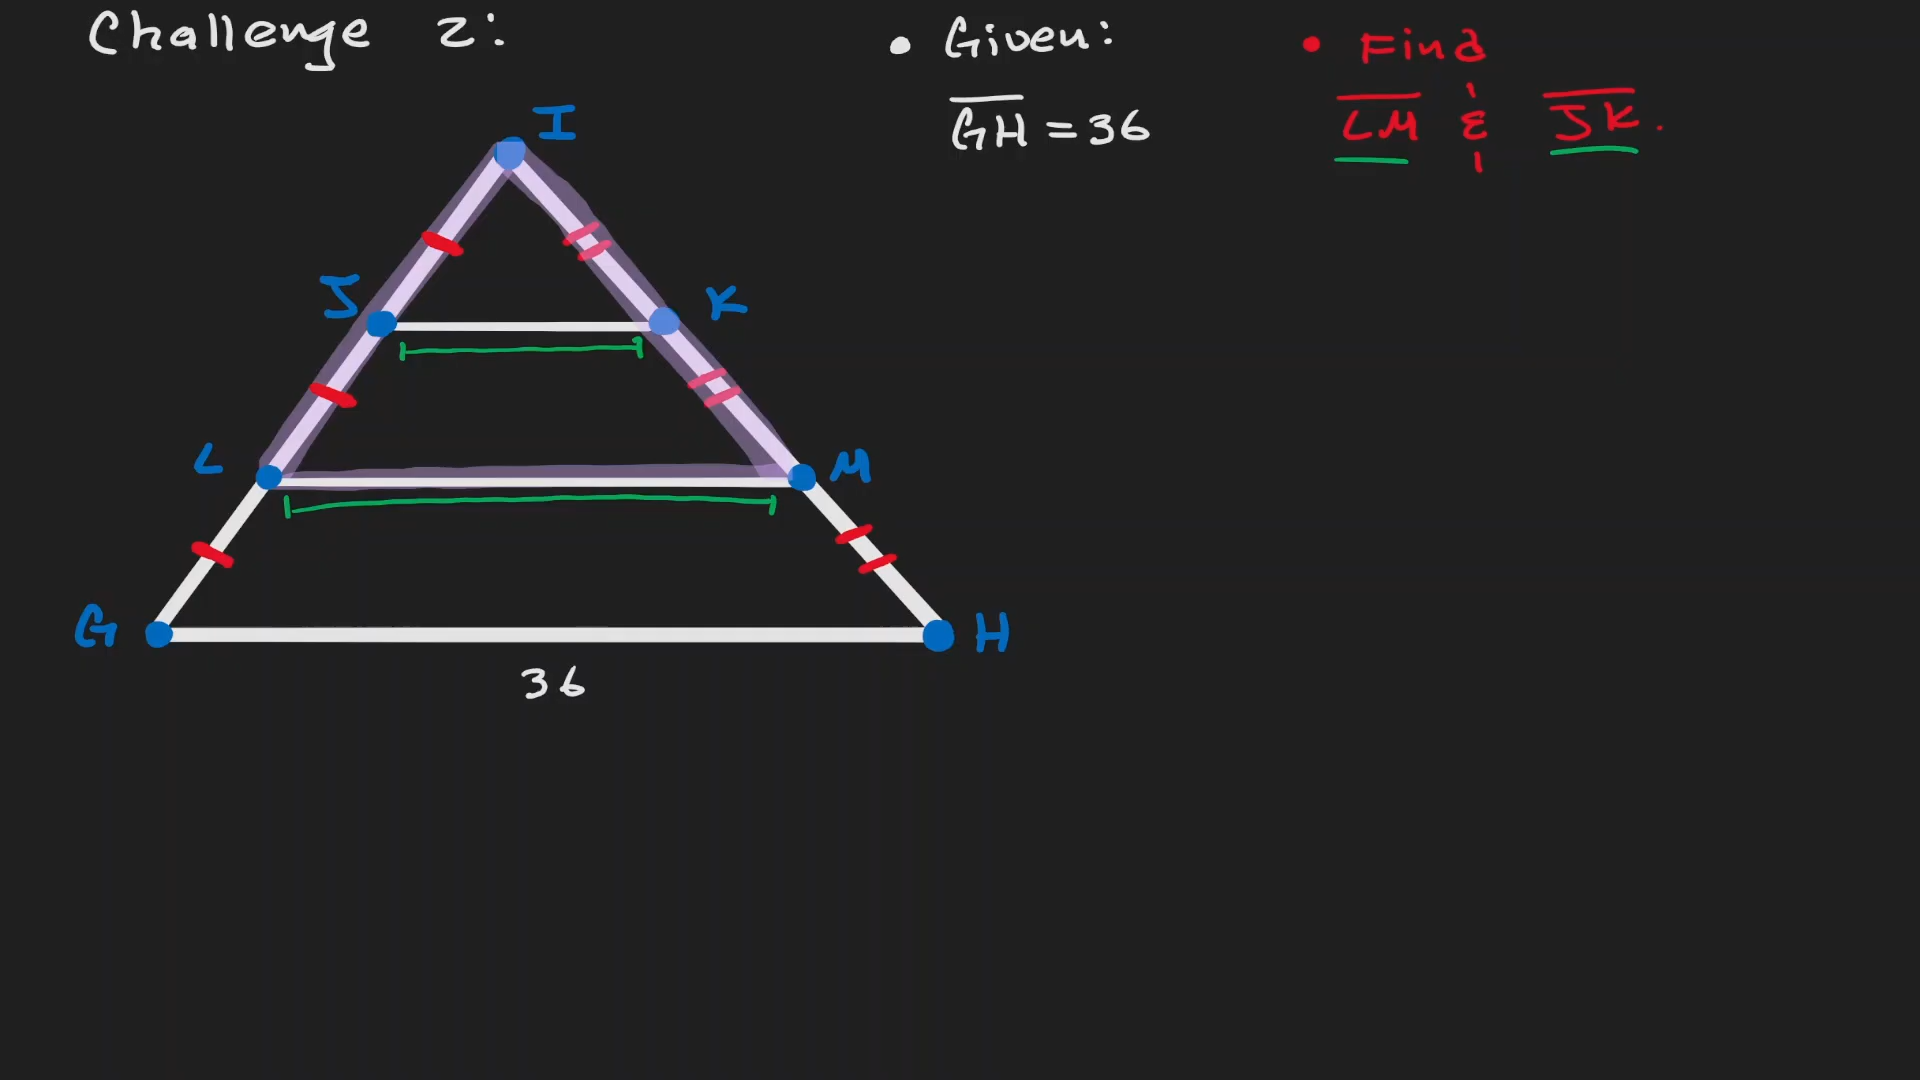 Challenge 2:
• Given:
GH = 36
• Find
LM & JK.
I
J
K
L
M
G
H
36